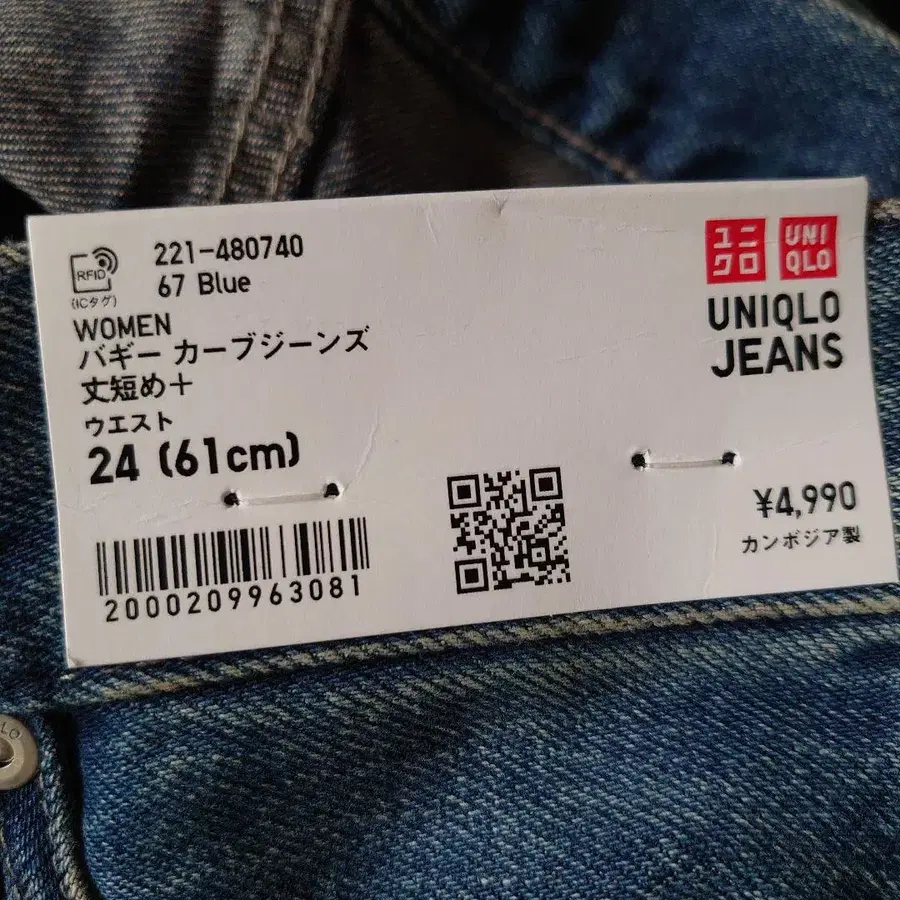 221-480740
67 Blue
RFID
(ICタグ)
WOMEN
バギー カーブジーンズ
丈短め+
ウエスト
24 (61cm)
2000209963081
ユニ
クロ
UNI
QLO
UNIQLO
JEANS
¥4,990
カンボジア製